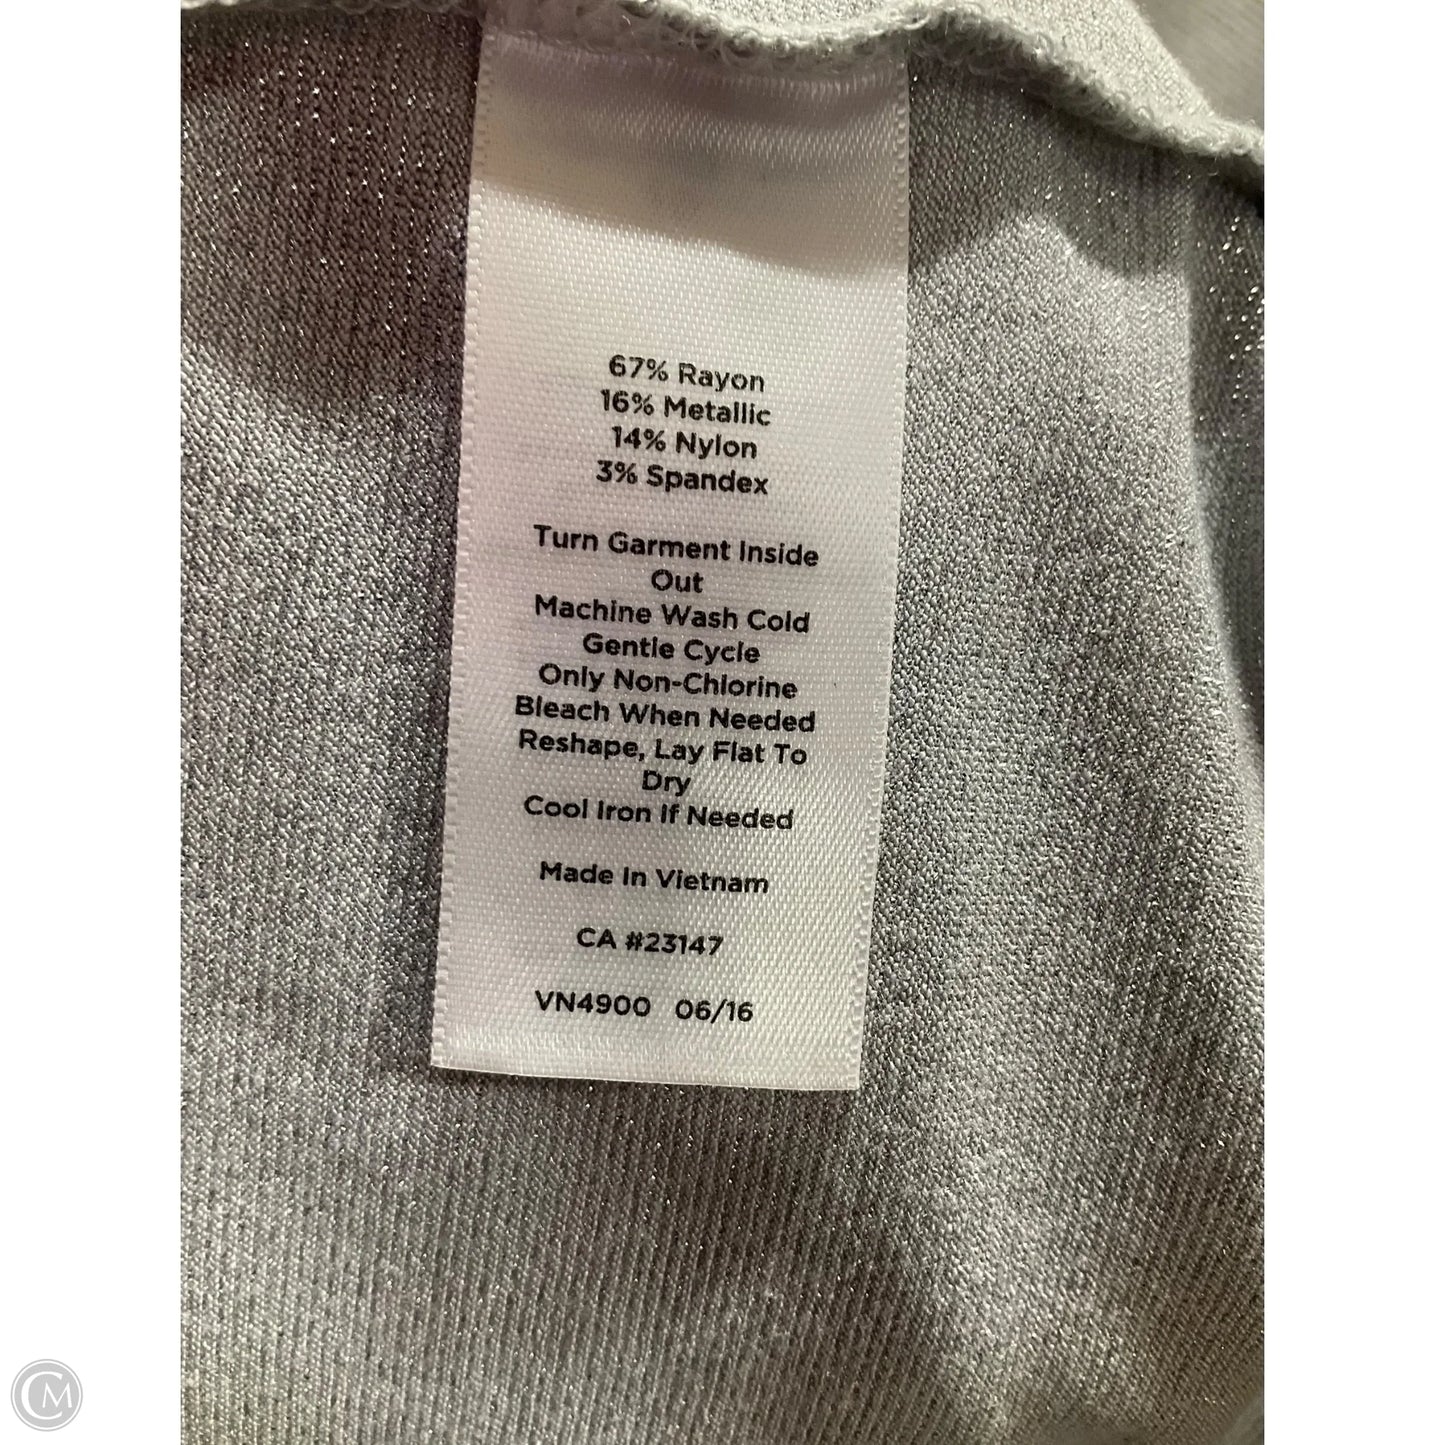 67% Rayon
16% Metallic
14% Nylon
3% Spandex
Turn Garment Inside
Out
Machine Wash Cold
Gentle Cycle
Only Non-Chlorine
Bleach When Needed
Reshape, Lay Flat To
Dry
Cool Iron If Needed
Made In Vietnam
CA #23147
VN4900 06/16
CM